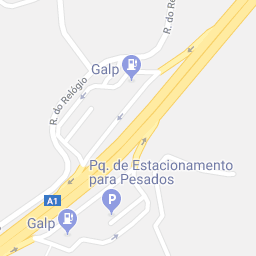 R. do Re
Galp
R. do Relógio
Pq. de Estacionamento
para Pesados
A1
P
Galp